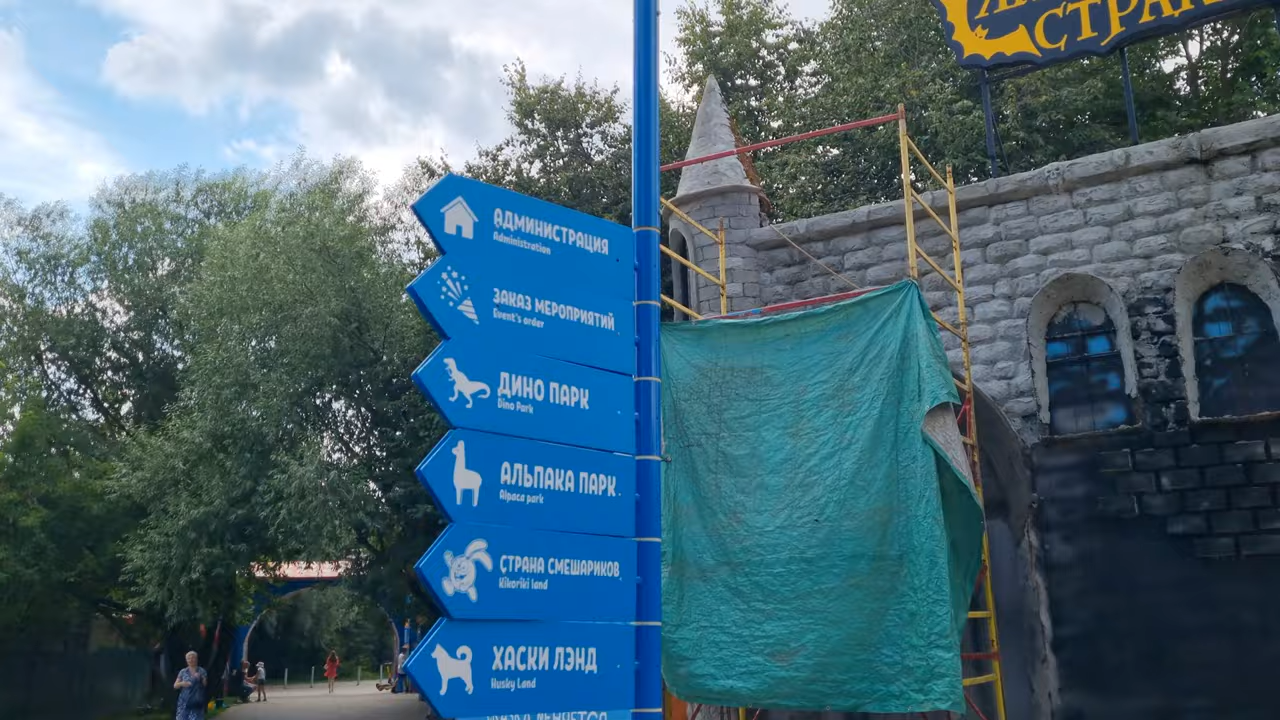 СТРАН
АДМИНИСТРАЦИЯ
Administration
ЗАКАЗ МЕРОПРИЯТИЙ
Event's order
ДИНО ПАРК
Dino Park
АЛЬПАКА ПАРК
Alpaca park
СТРАНА СМЕШАРИКОВ
Kikoriki land
ХАСКИ ЛЭНД
Husky Land